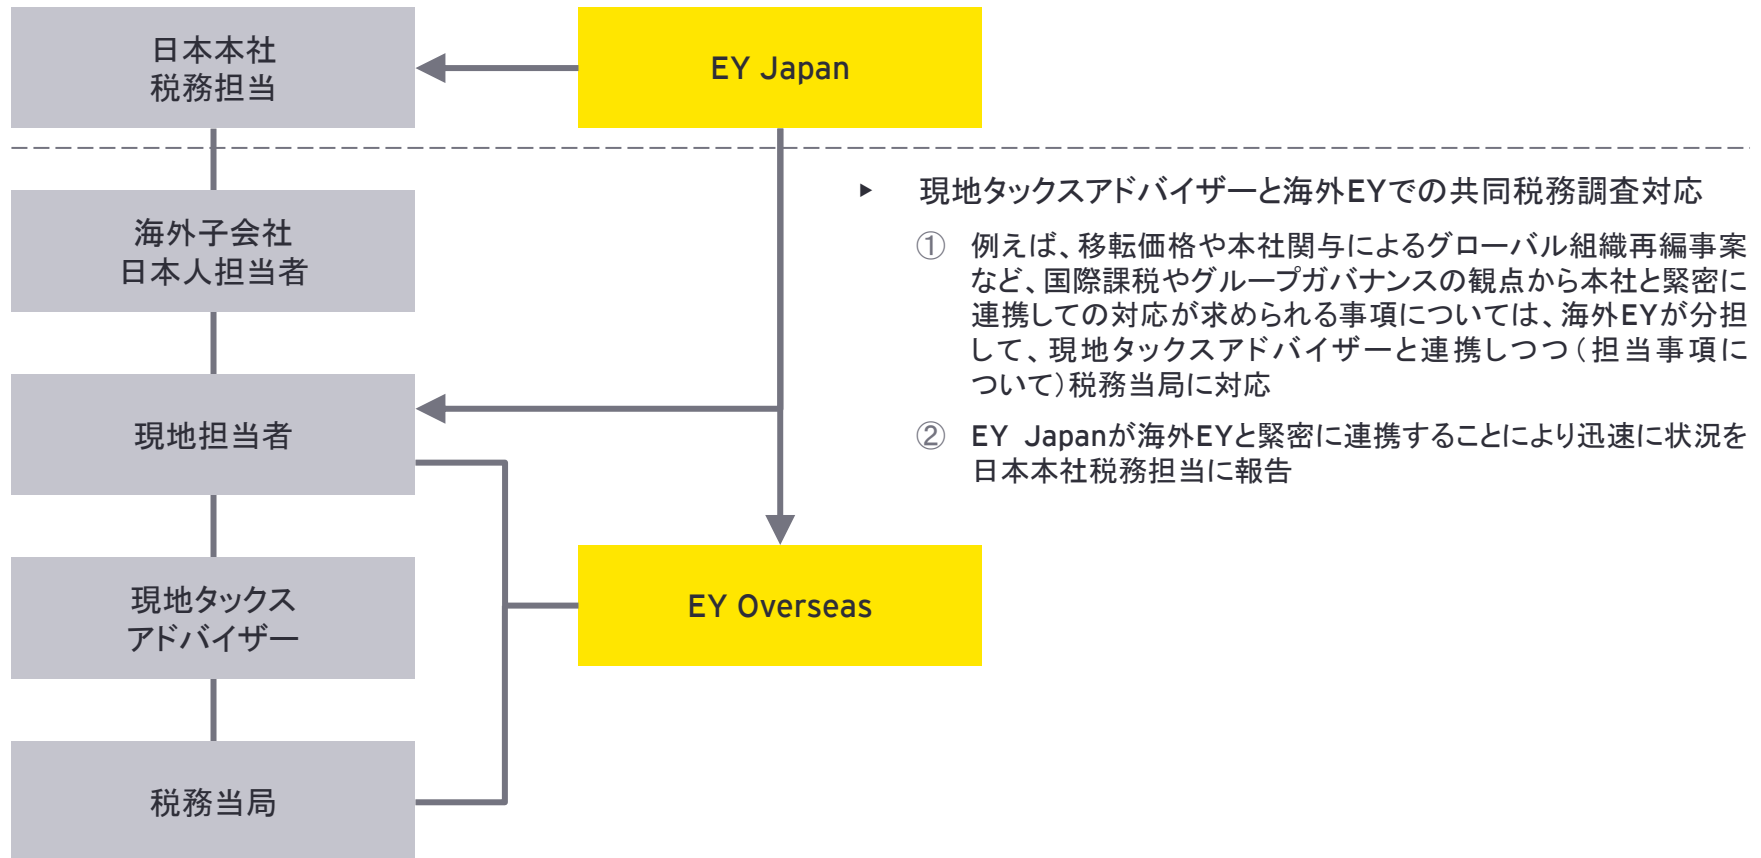 日本本社
税務担当
EY Japan
海外子会社
日本人担当者
現地担当者
現地タックス
アドバイザー
税務当局
EY Overseas
▶ 現地タックスアドバイザーと海外EYでの共同税務調査対応
① 例えば、移転価格や本社関与によるグローバル組織再編事案
など、国際課税やグループガバナンスの観点から本社と緊密に
連携しての対応が求められる事項については、海外EYが分担
して、現地タックスアドバイザーと連携しつつ（担当事項に
ついて）税務当局に対応
② EY Japanが海外EYと緊密に連携することにより迅速に状況を
日本本社税務担当に報告